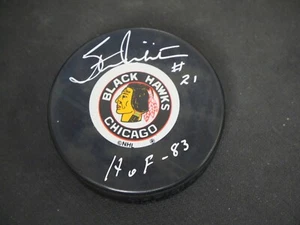 #21
BLACK HAWKS
CHICAGO
©NHL ®
HoF-83